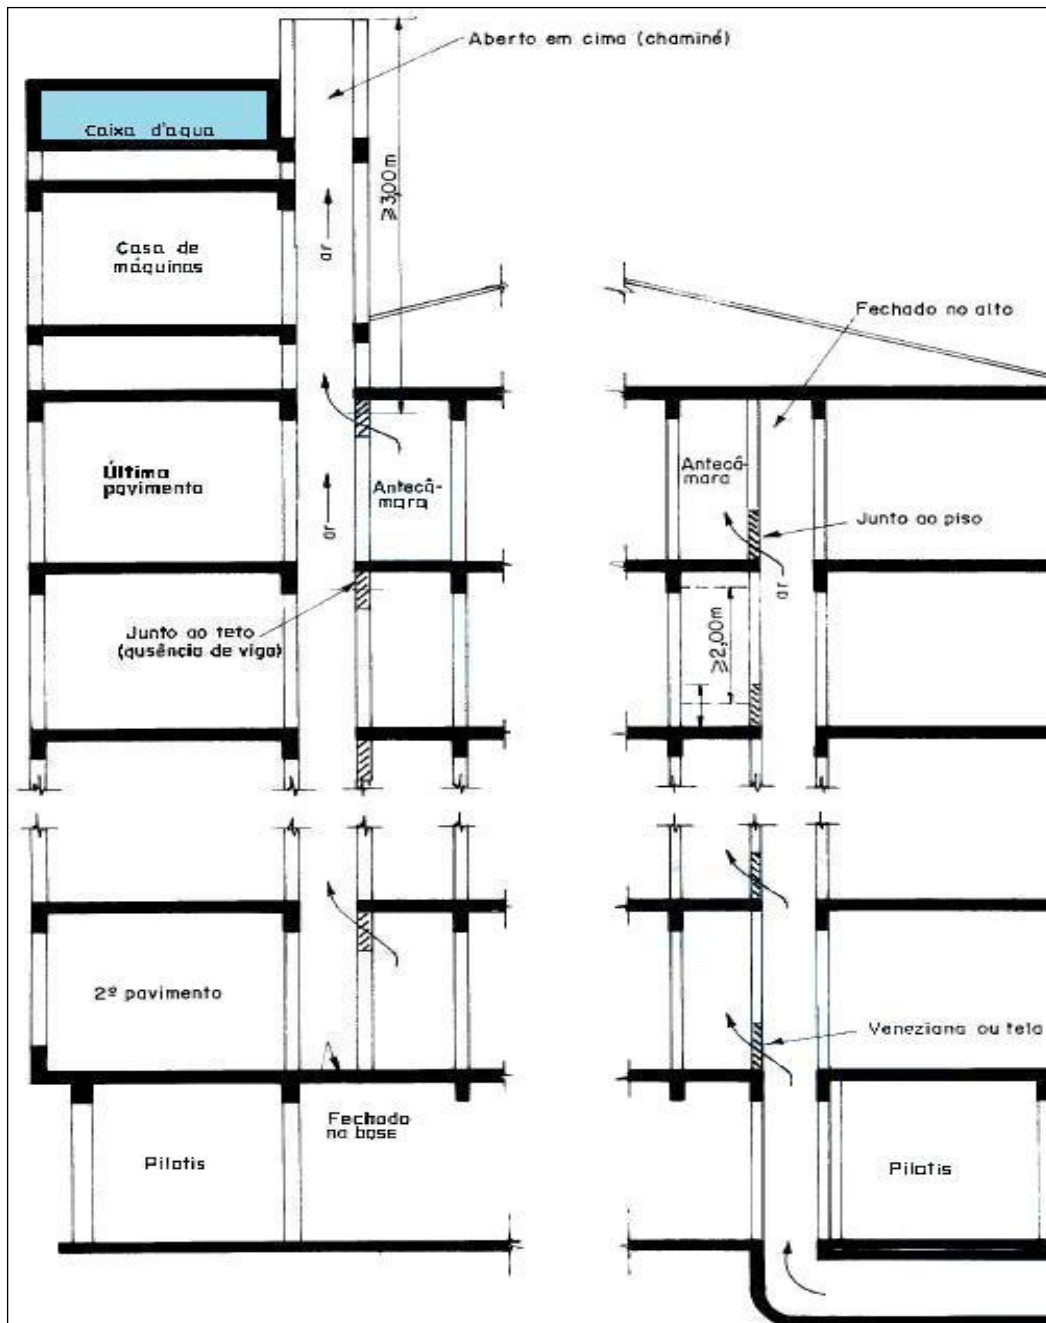 Aberto em cima (chaminé)
Caixa d'agua
≥3,00m
Casa de
máquinas
ar
Fechado no alto
Última
pavimento
ar
Antecâ-
mara
Antecâ-
mara
Junto ao piso
ar
Junto ao teto
(ausência de viga)
≥2,00m
2º pavimento
Veneziana ou tela
Fechado
na base
Pilotis
Pilotis